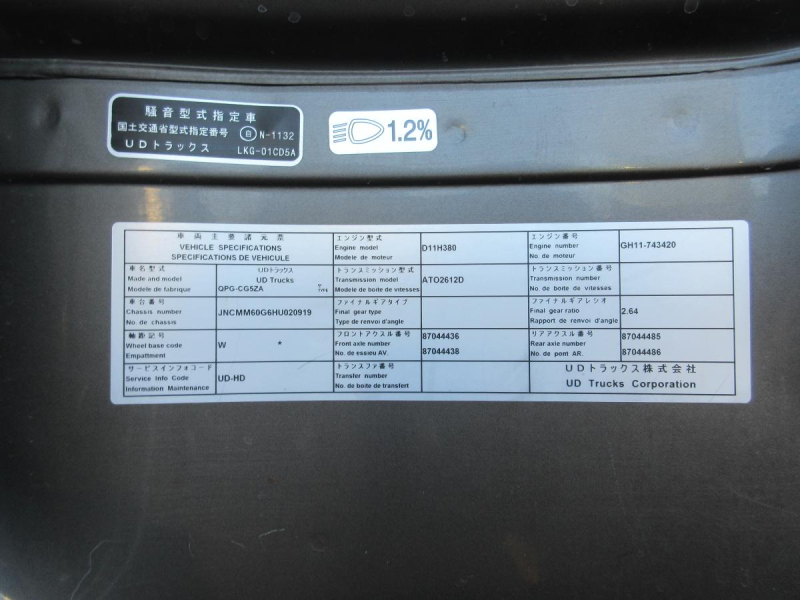 騒音型式指定車
国土交通省型式指定番号 自 N-1132
UDトラックス LKG-01CD5A
1.2%
車両主要諸元票
VEHICLE SPECIFICATIONS
SPECIFICATIONS DE VEHICULE
エンジン型式
Engine model
Modele de moteur
D11H380
エンジン番号
Engine number
No. de moteur
GH11-743420
車名型式
Made and model
Modele de fabrique
UDトラックス
UD Trucks
QPG-CG5ZA
トランスミッション型式
Transmission model
Modele de boite de vitesses
ATO2612D
トランスミッション番号
Transmission number
No. de boite de vitesses
車台番号
Chassis number
No. de chassis
JNCMM60G6HU020919
ファイナルギアタイプ
Final gear type
Type de renvoi d'angle
ファイナルギアレシオ
Final gear ratio
Rapport de renvoi d'angle
2.64
軸距記号
Wheel base code
Empattment
W *
フロントアクスル番号
Front axle number
No. de essieu AV.
87044436
87044438
リアアクスル番号
Rear axle number
No. de pont AR.
87044485
87044486
サービスインフォコード
Service Info Code
Information Maintenance
UD-HD
トランスファ番号
Transfer number
No. de boite de transfert
UDトラックス株式会社
UD Trucks Corporation